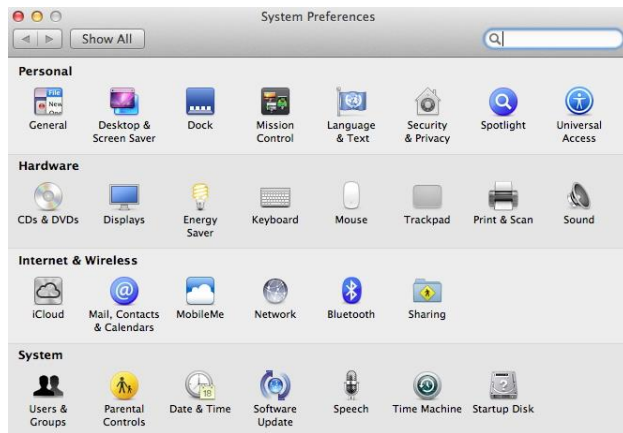 System Preferences
Show All
Personal
General
Desktop & Screen Saver
Dock
Mission Control
Language & Text
Security & Privacy
Spotlight
Universal Access
Hardware
CDs & DVDs
Displays
Energy Saver
Keyboard
Mouse
Trackpad
Print & Scan
Sound
Internet & Wireless
iCloud
Mail, Contacts & Calendars
MobileMe
Network
Bluetooth
Sharing
System
Users & Groups
Parental Controls
Date & Time
Software Update
Speech
Time Machine
Startup Disk